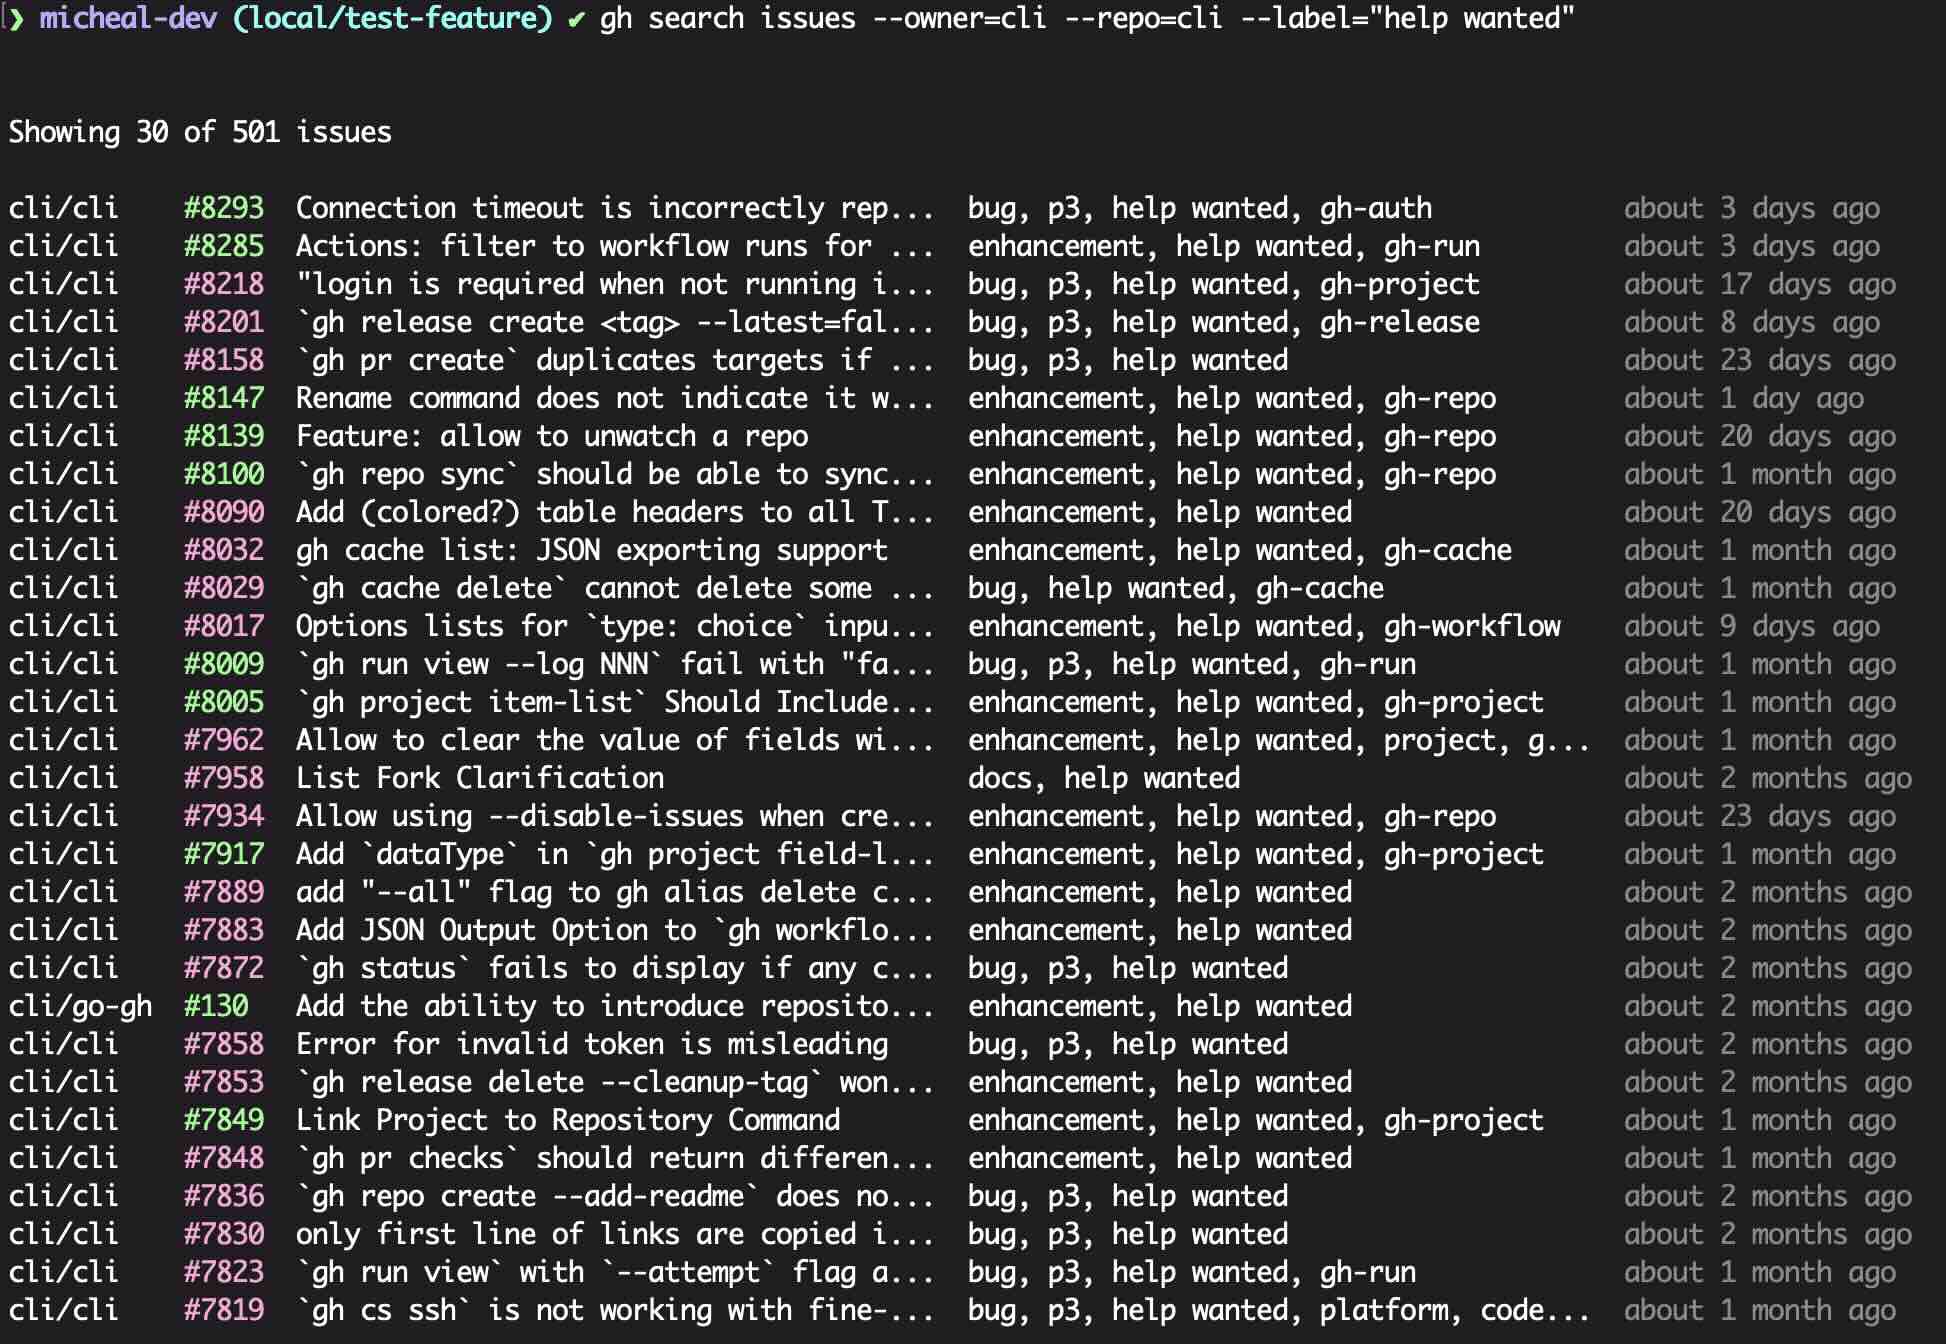 ❯ micheal-dev (local/test-feature) ✔ gh search issues --owner=cli --repo=cli --label="help wanted"
Showing 30 of 501 issues
cli/cli #8293 Connection timeout is incorrectly rep... bug, p3, help wanted, gh-auth about 3 days ago
cli/cli #8285 Actions: filter to workflow runs for ... enhancement, help wanted, gh-run about 3 days ago
cli/cli #8218 "login is required when not running i... bug, p3, help wanted, gh-project about 17 days ago
cli/cli #8201 `gh release create <tag> --latest=fal... bug, p3, help wanted, gh-release about 8 days ago
cli/cli #8158 `gh pr create` duplicates targets if ... bug, p3, help wanted about 23 days ago
cli/cli #8147 Rename command does not indicate it w... enhancement, help wanted, gh-repo about 1 day ago
cli/cli #8139 Feature: allow to unwatch a repo enhancement, help wanted, gh-repo about 20 days ago
cli/cli #8100 `gh repo sync` should be able to sync... enhancement, help wanted, gh-repo about 1 month ago
cli/cli #8090 Add (colored?) table headers to all T... enhancement, help wanted about 20 days ago
cli/cli #8032 gh cache list: JSON exporting support enhancement, help wanted, gh-cache about 1 month ago
cli/cli #8029 `gh cache delete` cannot delete some ... bug, help wanted, gh-cache about 1 month ago
cli/cli #8017 Options lists for `type: choice` inpu... enhancement, help wanted, gh-workflow about 9 days ago
cli/cli #8009 `gh run view --log NNN` fail with "fa... bug, p3, help wanted, gh-run about 1 month ago
cli/cli #8005 `gh project item-list` Should Include... enhancement, help wanted, gh-project about 1 month ago
cli/cli #7962 Allow to clear the value of fields wi... enhancement, help wanted, project, g... about 1 month ago
cli/cli #7958 List Fork Clarification docs, help wanted about 2 months ago
cli/cli #7934 Allow using --disable-issues when cre... enhancement, help wanted, gh-repo about 23 days ago
cli/cli #7917 Add `dataType` in `gh project field-l... enhancement, help wanted, gh-project about 1 month ago
cli/cli #7889 add "--all" flag to gh alias delete c... enhancement, help wanted about 2 months ago
cli/cli #7883 Add JSON Output Option to `gh workflo... enhancement, help wanted about 2 months ago
cli/cli #7872 `gh status` fails to display if any c... bug, p3, help wanted about 2 months ago
cli/go-gh #130 Add the ability to introduce reposito... enhancement, help wanted about 2 months ago
cli/cli #7858 Error for invalid token is misleading bug, p3, help wanted about 2 months ago
cli/cli #7853 `gh release delete --cleanup-tag` won... enhancement, help wanted about 2 months ago
cli/cli #7849 Link Project to Repository Command enhancement, help wanted, gh-project about 1 month ago
cli/cli #7848 `gh pr checks` should return differen... enhancement, help wanted about 1 month ago
cli/cli #7836 `gh repo create --add-readme` does no... bug, p3, help wanted about 2 months ago
cli/cli #7830 only first line of links are copied i... bug, p3, help wanted about 2 months ago
cli/cli #7823 `gh run view` with `--attempt` flag a... bug, p3, help wanted, gh-run about 1 month ago
cli/cli #7819 `gh cs ssh` is not working with fine-... bug, p3, help wanted, platform, code... about 1 month ago